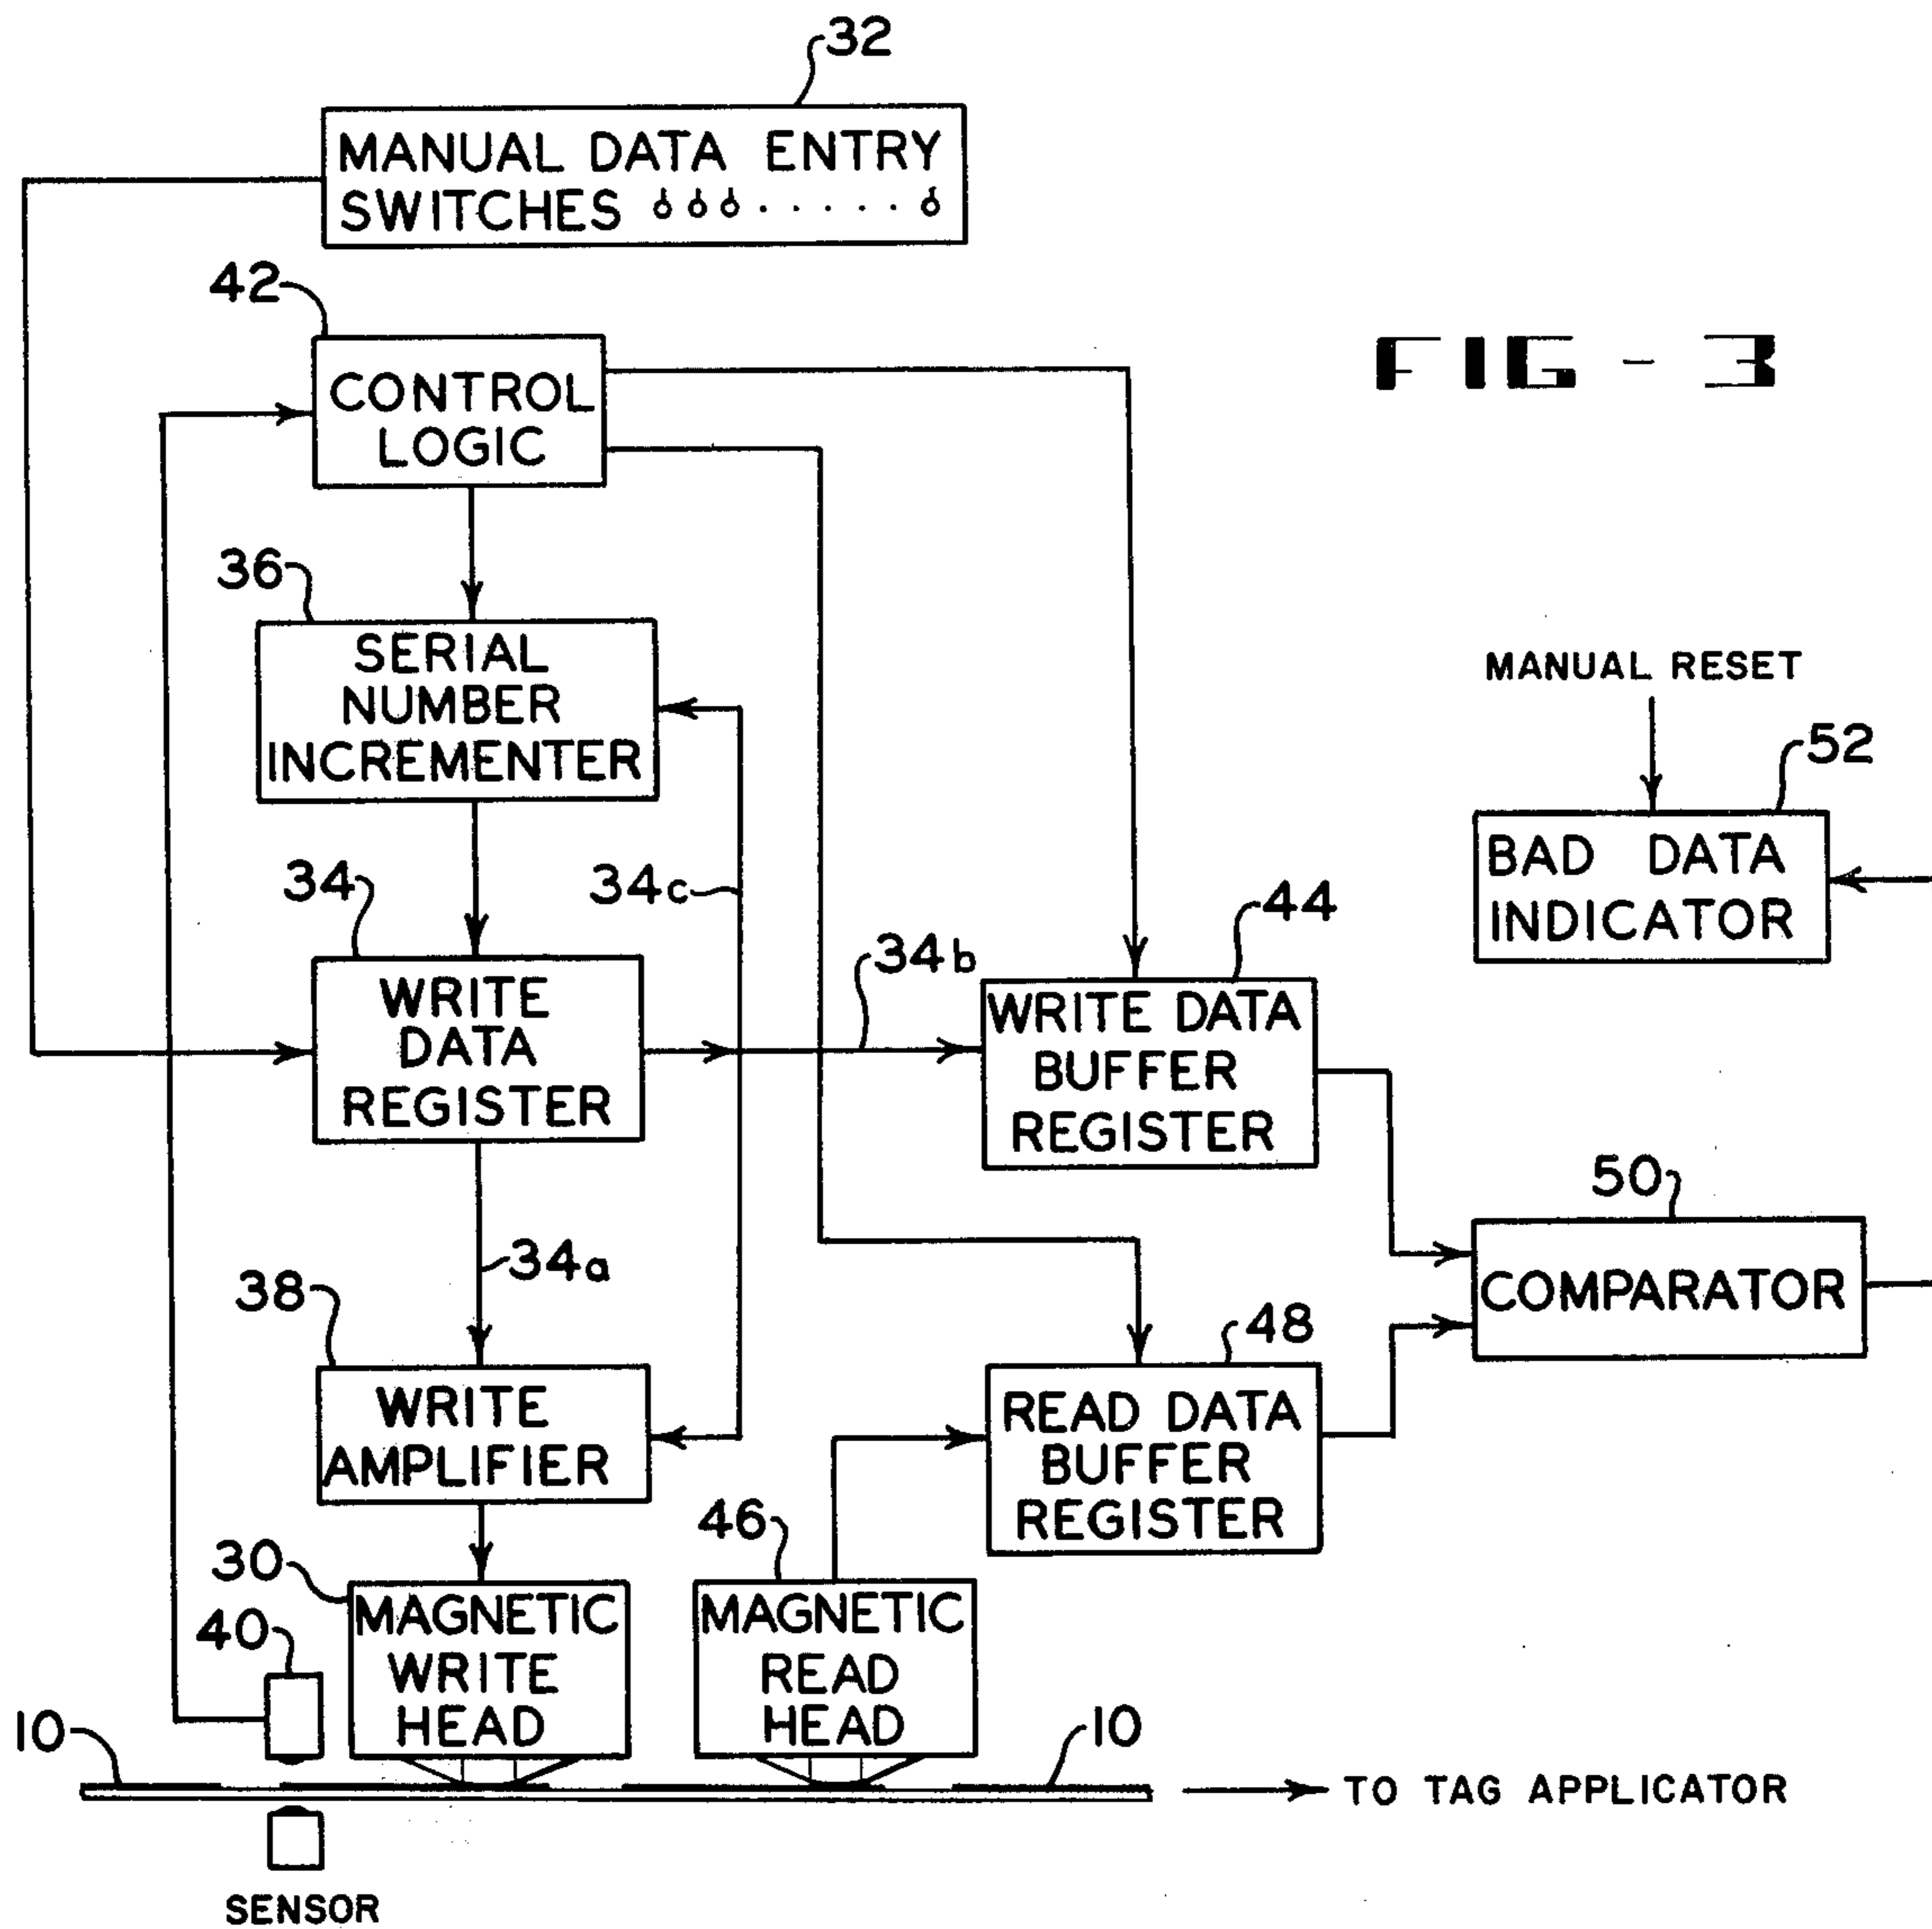 32
MANUAL DATA ENTRY
SWITCHES
42
CONTROL
LOGIC
FIG - 3
36
SERIAL
NUMBER
INCREMENTER
MANUAL RESET
52
BAD DATA
INDICATOR
34
34c
34b
44
WRITE
DATA
REGISTER
WRITE DATA
BUFFER
REGISTER
50
COMPARATOR
34a
38
48
WRITE
AMPLIFIER
READ DATA
BUFFER
REGISTER
46
30
MAGNETIC
WRITE
HEAD
MAGNETIC
READ
HEAD
40
10
10
TO TAG APPLICATOR
SENSOR